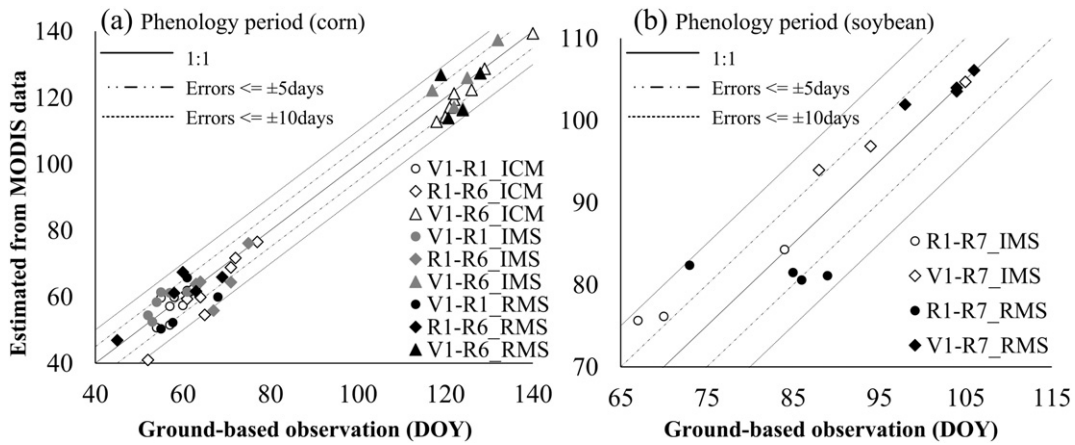 (a) Phenology period (corn)
1:1
Errors <= ±5days
Errors <= ±10days
V1-R1_ICM
R1-R6_ICM
V1-R6_ICM
V1-R1_IMS
R1-R6_IMS
V1-R6_IMS
V1-R1_RMS
R1-R6_RMS
V1-R6_RMS
140
120
100
80
60
40
40 60 80 100 120 140
Estimated from MODIS data
Ground-based observation (DOY)
(b) Phenology period (soybean)
1:1
Errors <= ±5days
Errors <= ±10days
R1-R7_IMS
V1-R7_IMS
R1-R7_RMS
V1-R7_RMS
110
100
90
80
70
65 75 85 95 105 115
Ground-based observation (DOY)